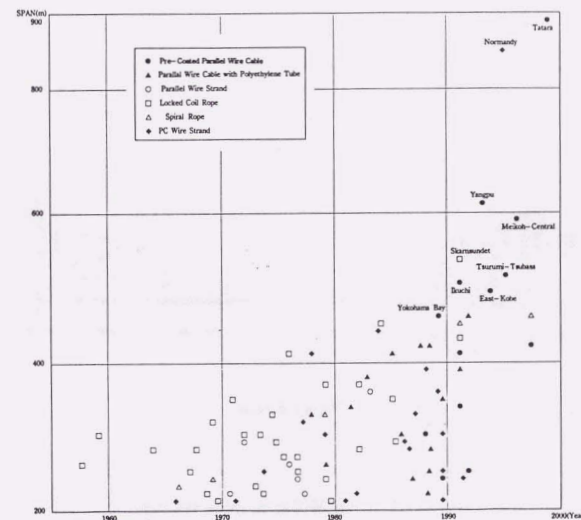 SPAN(m)
900
Tatara
Normandy
Pre-Coated Parallel Wire Cable
Parallel Wire Cable with Polyethylene Tube
Parallel Wire Strand
Locked Coil Rope
Spiral Rope
PC Wire Strand
800
Yangpu
600
Meikoh-Central
Skarnsundet
Tsurumi-Tsubasa
Ikuchi
East-Kobe
Yokohama Bay
400
200
1960
1970
1980
1990
2000(Year